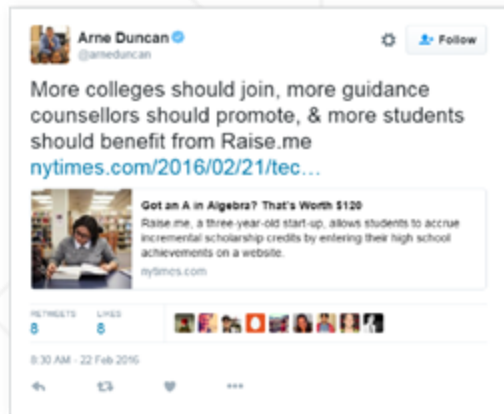 Arne Duncan
@arneduncan
Follow
More colleges should join, more guidance
counsellors should promote, & more students
should benefit from Raise.me
nytimes.com/2016/02/21/tec...
Got an A in Algebra? That's Worth $120
Raise.me, a three-year-old start-up, allows students to accrue
incremental scholarship credits by entering their high school
achievements on a website.
nytimes.com
RETWEETS LIKES
8 8
8:30 AM - 22 Feb 2016